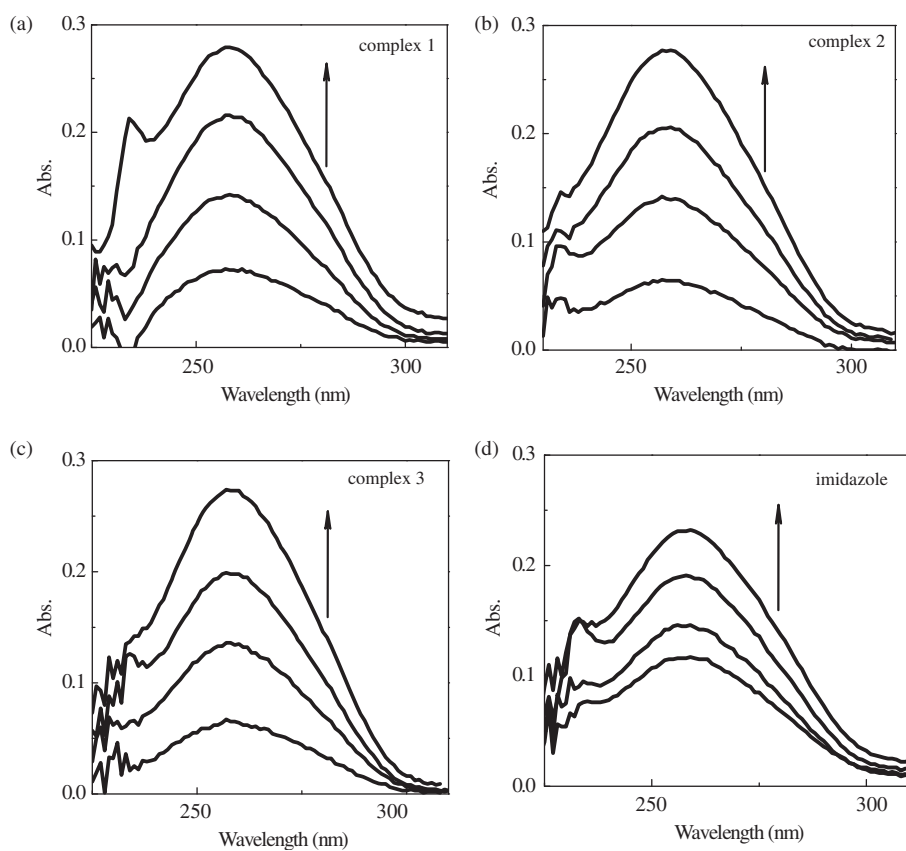 (a)
complex 1
0.3
0.2
0.1
0.0
Abs.
250
300
Wavelength (nm)
(b)
complex 2
0.3
0.2
0.1
0.0
Abs.
250
300
Wavelength (nm)
(c)
complex 3
0.3
0.2
0.1
0.0
Abs.
250
300
Wavelength (nm)
(d)
imidazole
0.3
0.2
0.1
0.0
Abs.
250
300
Wavelength (nm)